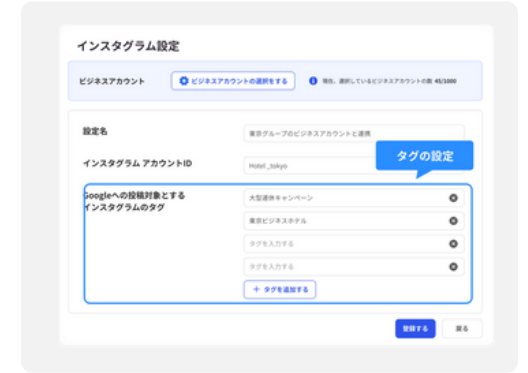 インスタグラム設定
ビジネスアカウント
ビジネスアカウントの選択をする
現在、選択しているビジネスアカウントの数 45/1000
設定名
東京グループのビジネスアカウントと連携
タグの設定
インスタグラム アカウントID
Hotel_tokyo
Googleへの投稿対象とする
インスタグラムのタグ
大型連休キャンペーン
東京ビジネスホテル
タグを入力する
タグを入力する
+ タグを追加する
登録する
戻る